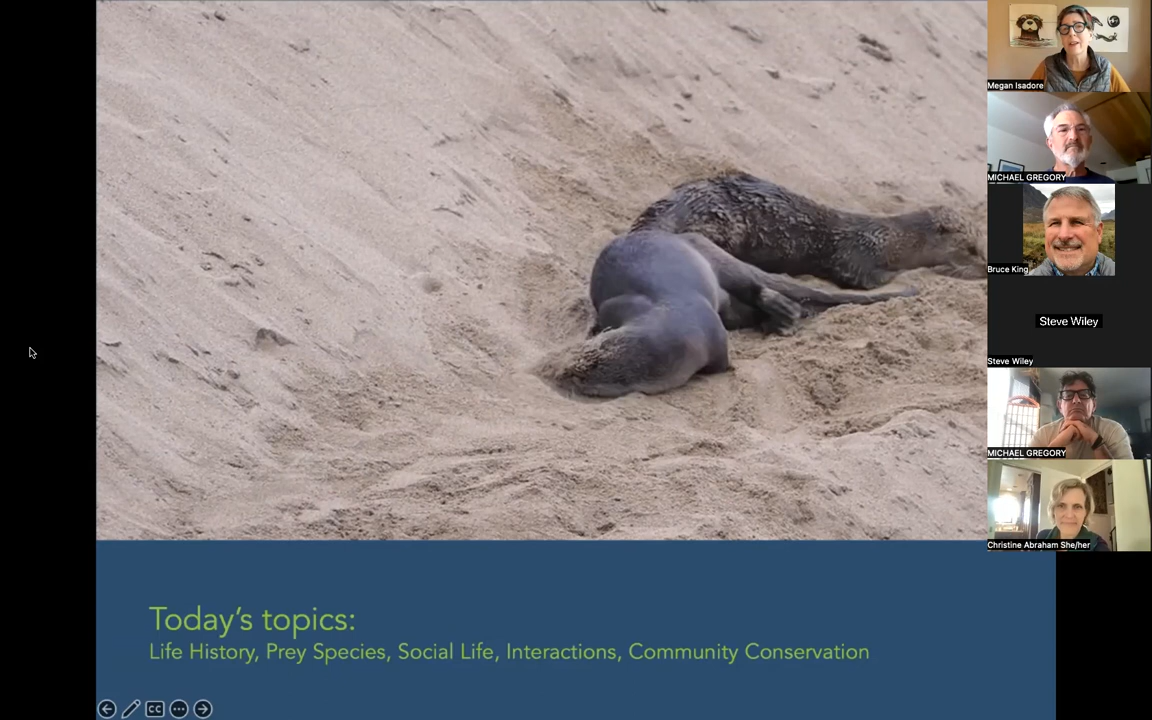 Megan Isadore
MICHAEL GREGORY
Bruce King
Steve Wiley
Steve Wiley
MICHAEL GREGORY
Christine Abraham She/her
Today's topics:
Life History, Prey Species, Social Life, Interactions, Community Conservation
CC